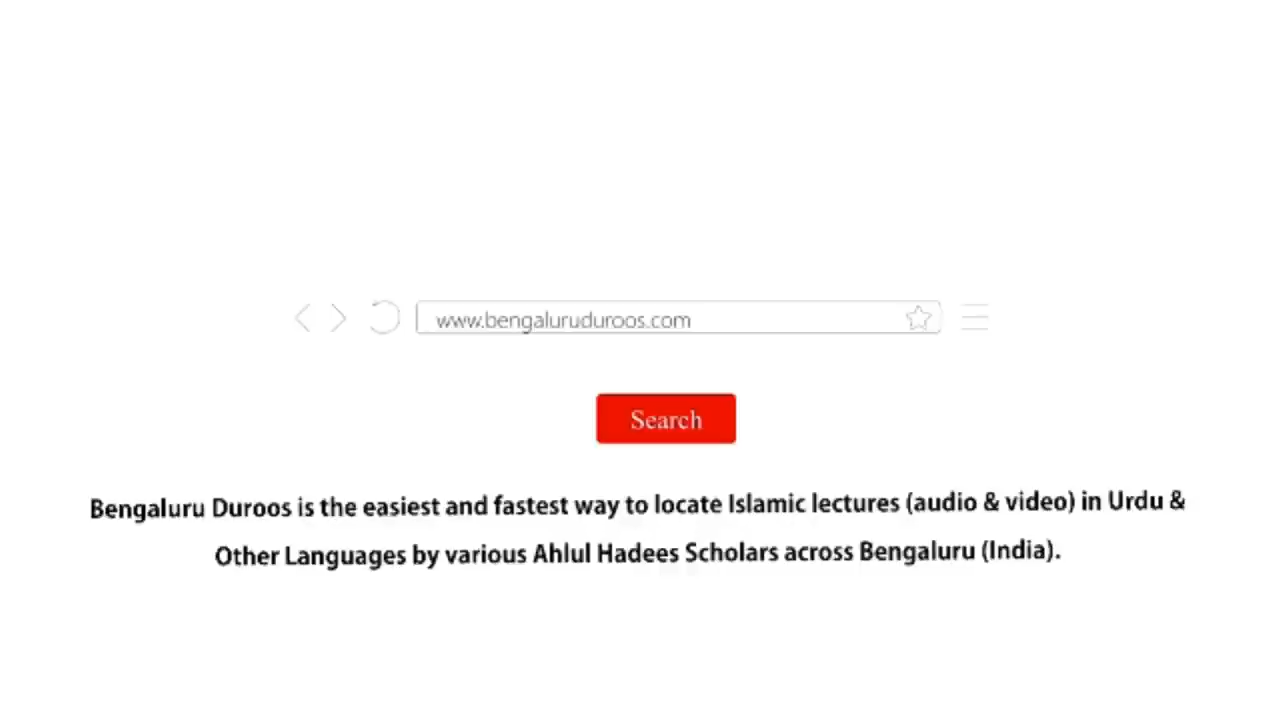 www.bengaluruduroos.com
Search
Bengaluru Duroos is the easiest and fastest way to locate Islamic lectures (audio & video) in Urdu &
Other Languages by various Ahlul Hadees Scholars across Bengaluru (India).